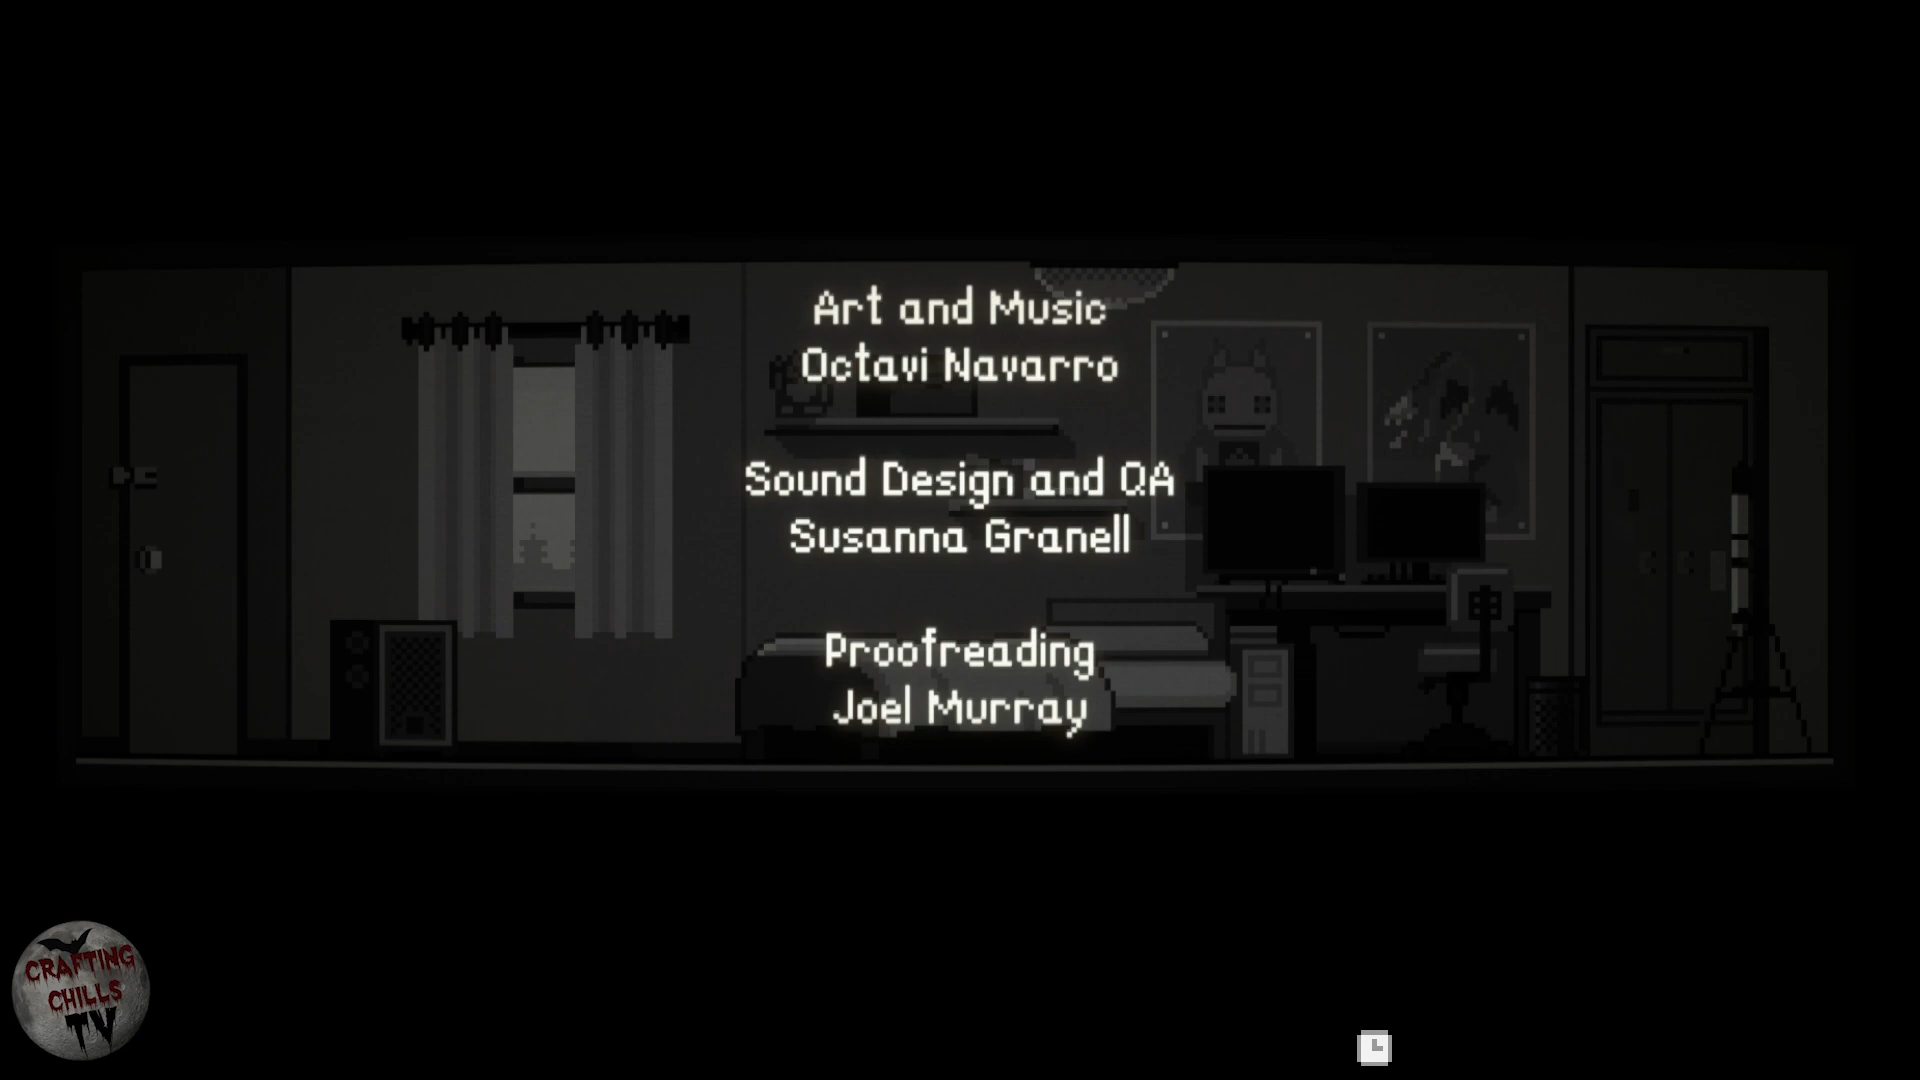 Art and Music
Octavi Navarro
Sound Design and QA
Susanna Granell
Proofreading
Joel Murray
CRAFTING
CHILLS
TV